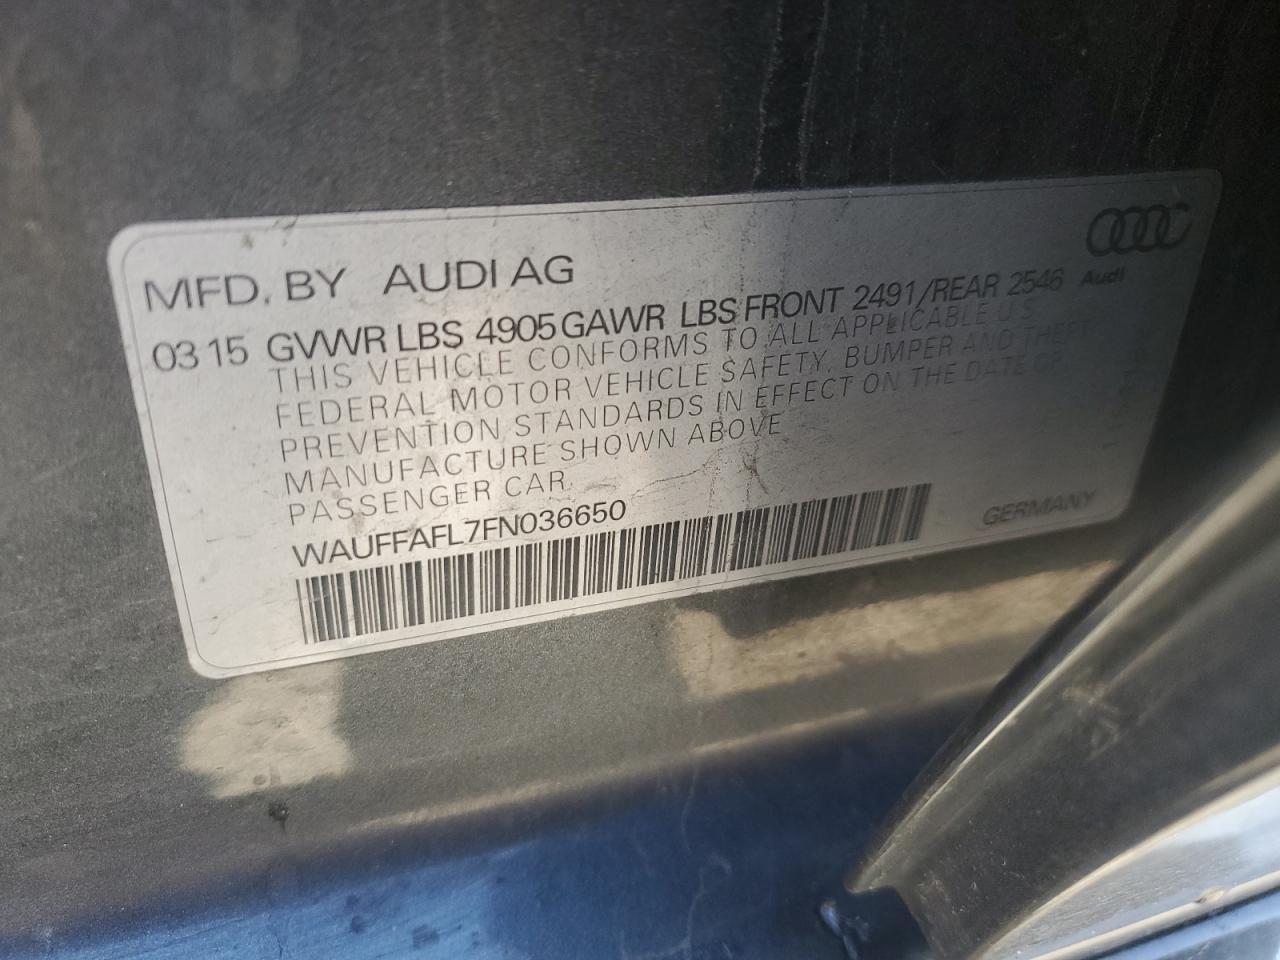 MFD. BY AUDI AG
Audi
03 15 GVWR LBS 4905 GAWR LBS FRONT 2491/REAR 2546
THIS VEHICLE CONFORMS TO ALL APPLICABLE U.S.
FEDERAL MOTOR VEHICLE SAFETY, BUMPER AND THEFT
PREVENTION STANDARDS IN EFFECT ON THE DATE OF
MANUFACTURE SHOWN ABOVE
PASSENGER CAR.
WAUFFAFL7FN036650
GERMANY